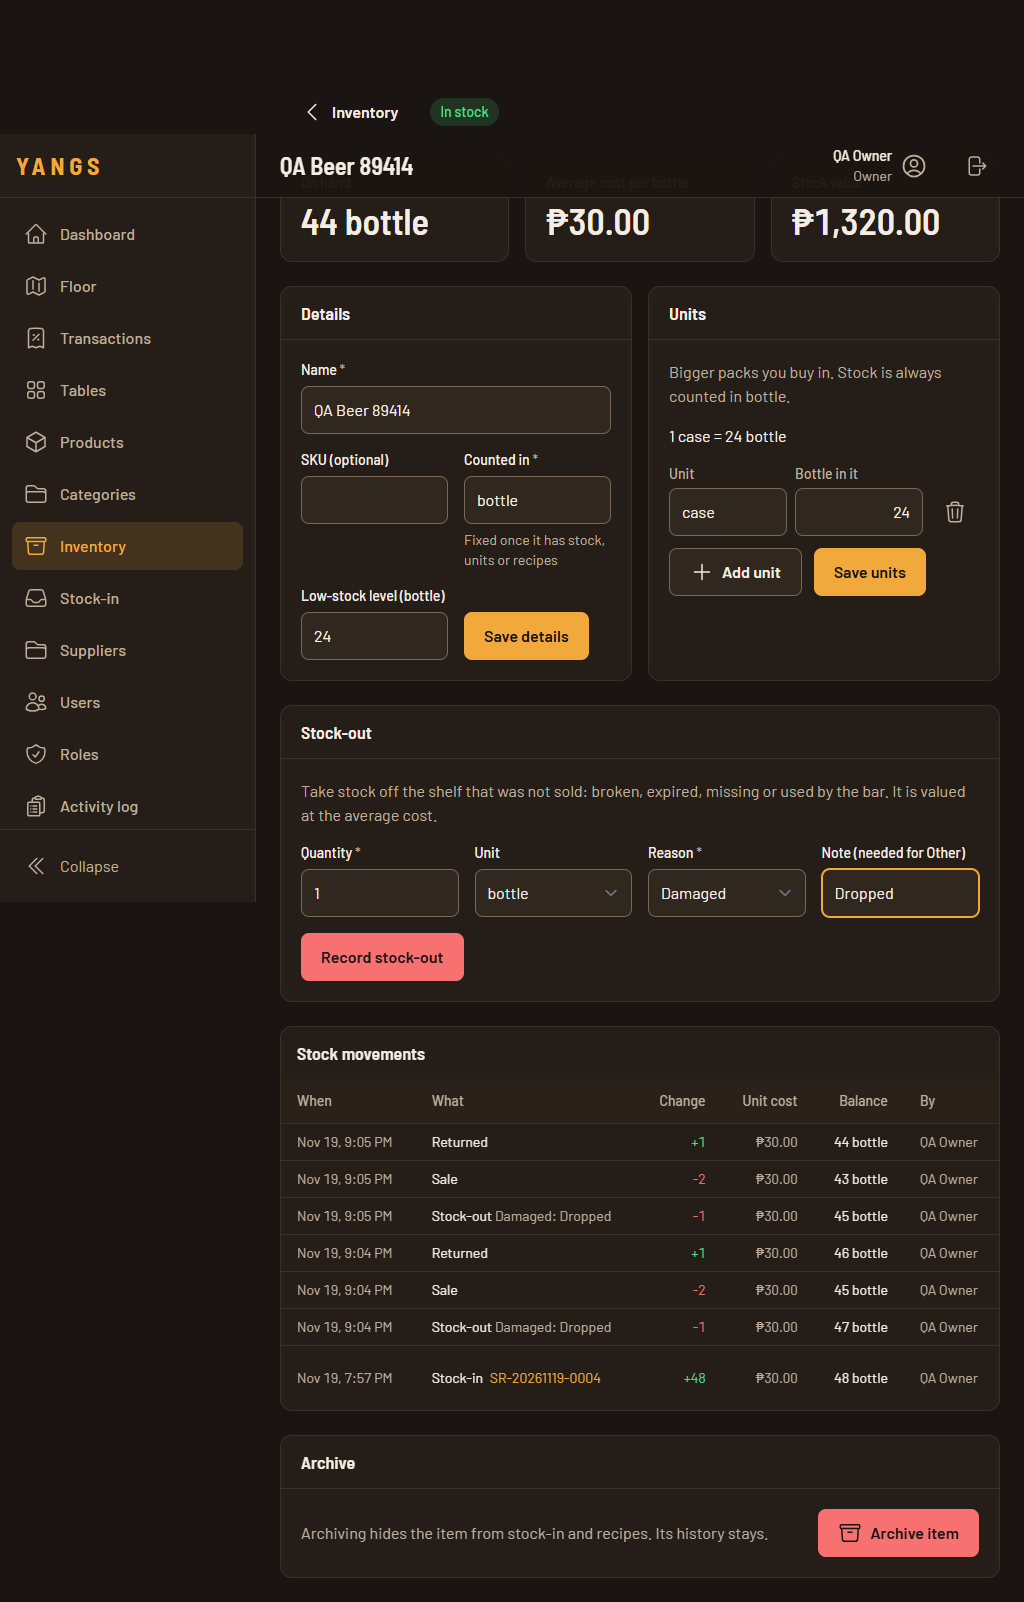 Inventory
In stock
YANGS
QA Beer 89414
QA Owner
Owner
On hand
Average cost per bottle
Stock value
44 bottle
₱30.00
₱1,320.00
Dashboard
Floor
Transactions
Tables
Products
Categories
Inventory
Stock-in
Suppliers
Users
Roles
Activity log
Collapse
Details
Name *
QA Beer 89414
SKU (optional)
Counted in *
bottle
Fixed once it has stock,
units or recipes
Low-stock level (bottle)
24
Save details
Units
Bigger packs you buy in. Stock is always
counted in bottle.
1 case = 24 bottle
Unit
Bottle in it
case
24
Add unit
Save units
Stock-out
Take stock off the shelf that was not sold: broken, expired, missing or used by the bar. It is valued
at the average cost.
Quantity *
Unit
Reason *
Note (needed for Other)
1
bottle
Damaged
Dropped
Record stock-out
Stock movements
When What Change Unit cost Balance By
Nov 19, 9:05 PM Returned +1 ₱30.00 44 bottle QA Owner
Nov 19, 9:05 PM Sale -2 ₱30.00 43 bottle QA Owner
Nov 19, 9:05 PM Stock-out Damaged: Dropped -1 ₱30.00 45 bottle QA Owner
Nov 19, 9:04 PM Returned +1 ₱30.00 46 bottle QA Owner
Nov 19, 9:04 PM Sale -2 ₱30.00 45 bottle QA Owner
Nov 19, 9:04 PM Stock-out Damaged: Dropped -1 ₱30.00 47 bottle QA Owner
Nov 19, 7:57 PM Stock-in SR-20261119-0004 +48 ₱30.00 48 bottle QA Owner
Archive
Archiving hides the item from stock-in and recipes. Its history stays.
Archive item